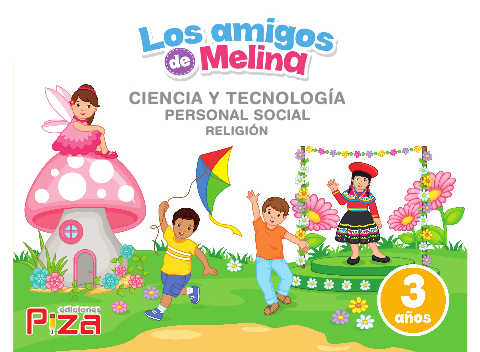 Los amigos
de Melina
CIENCIA Y TECNOLOGÍA
PERSONAL SOCIAL
RELIGIÓN
3
años
ediciones
Piza